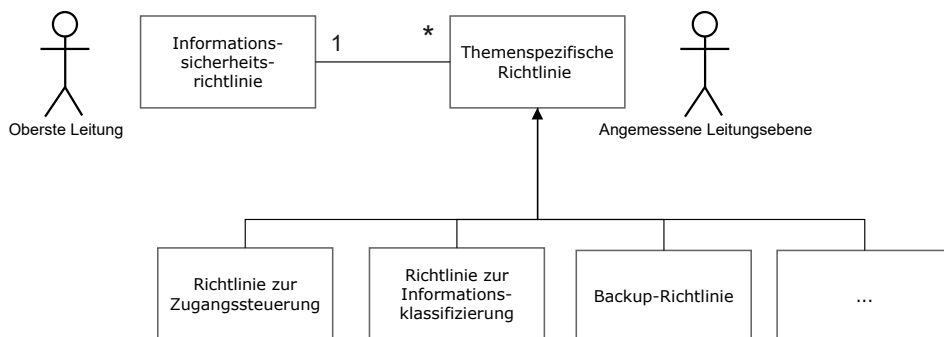 Informations-
sicherheits-
richtlinie
1
*
Themenspezifische
Richtlinie
Oberste Leitung
Angemessene Leitungsebene
Richtlinie zur
Zugangssteuerung
Richtlinie zur
Informations-
klassifizierung
Backup-Richtlinie
...